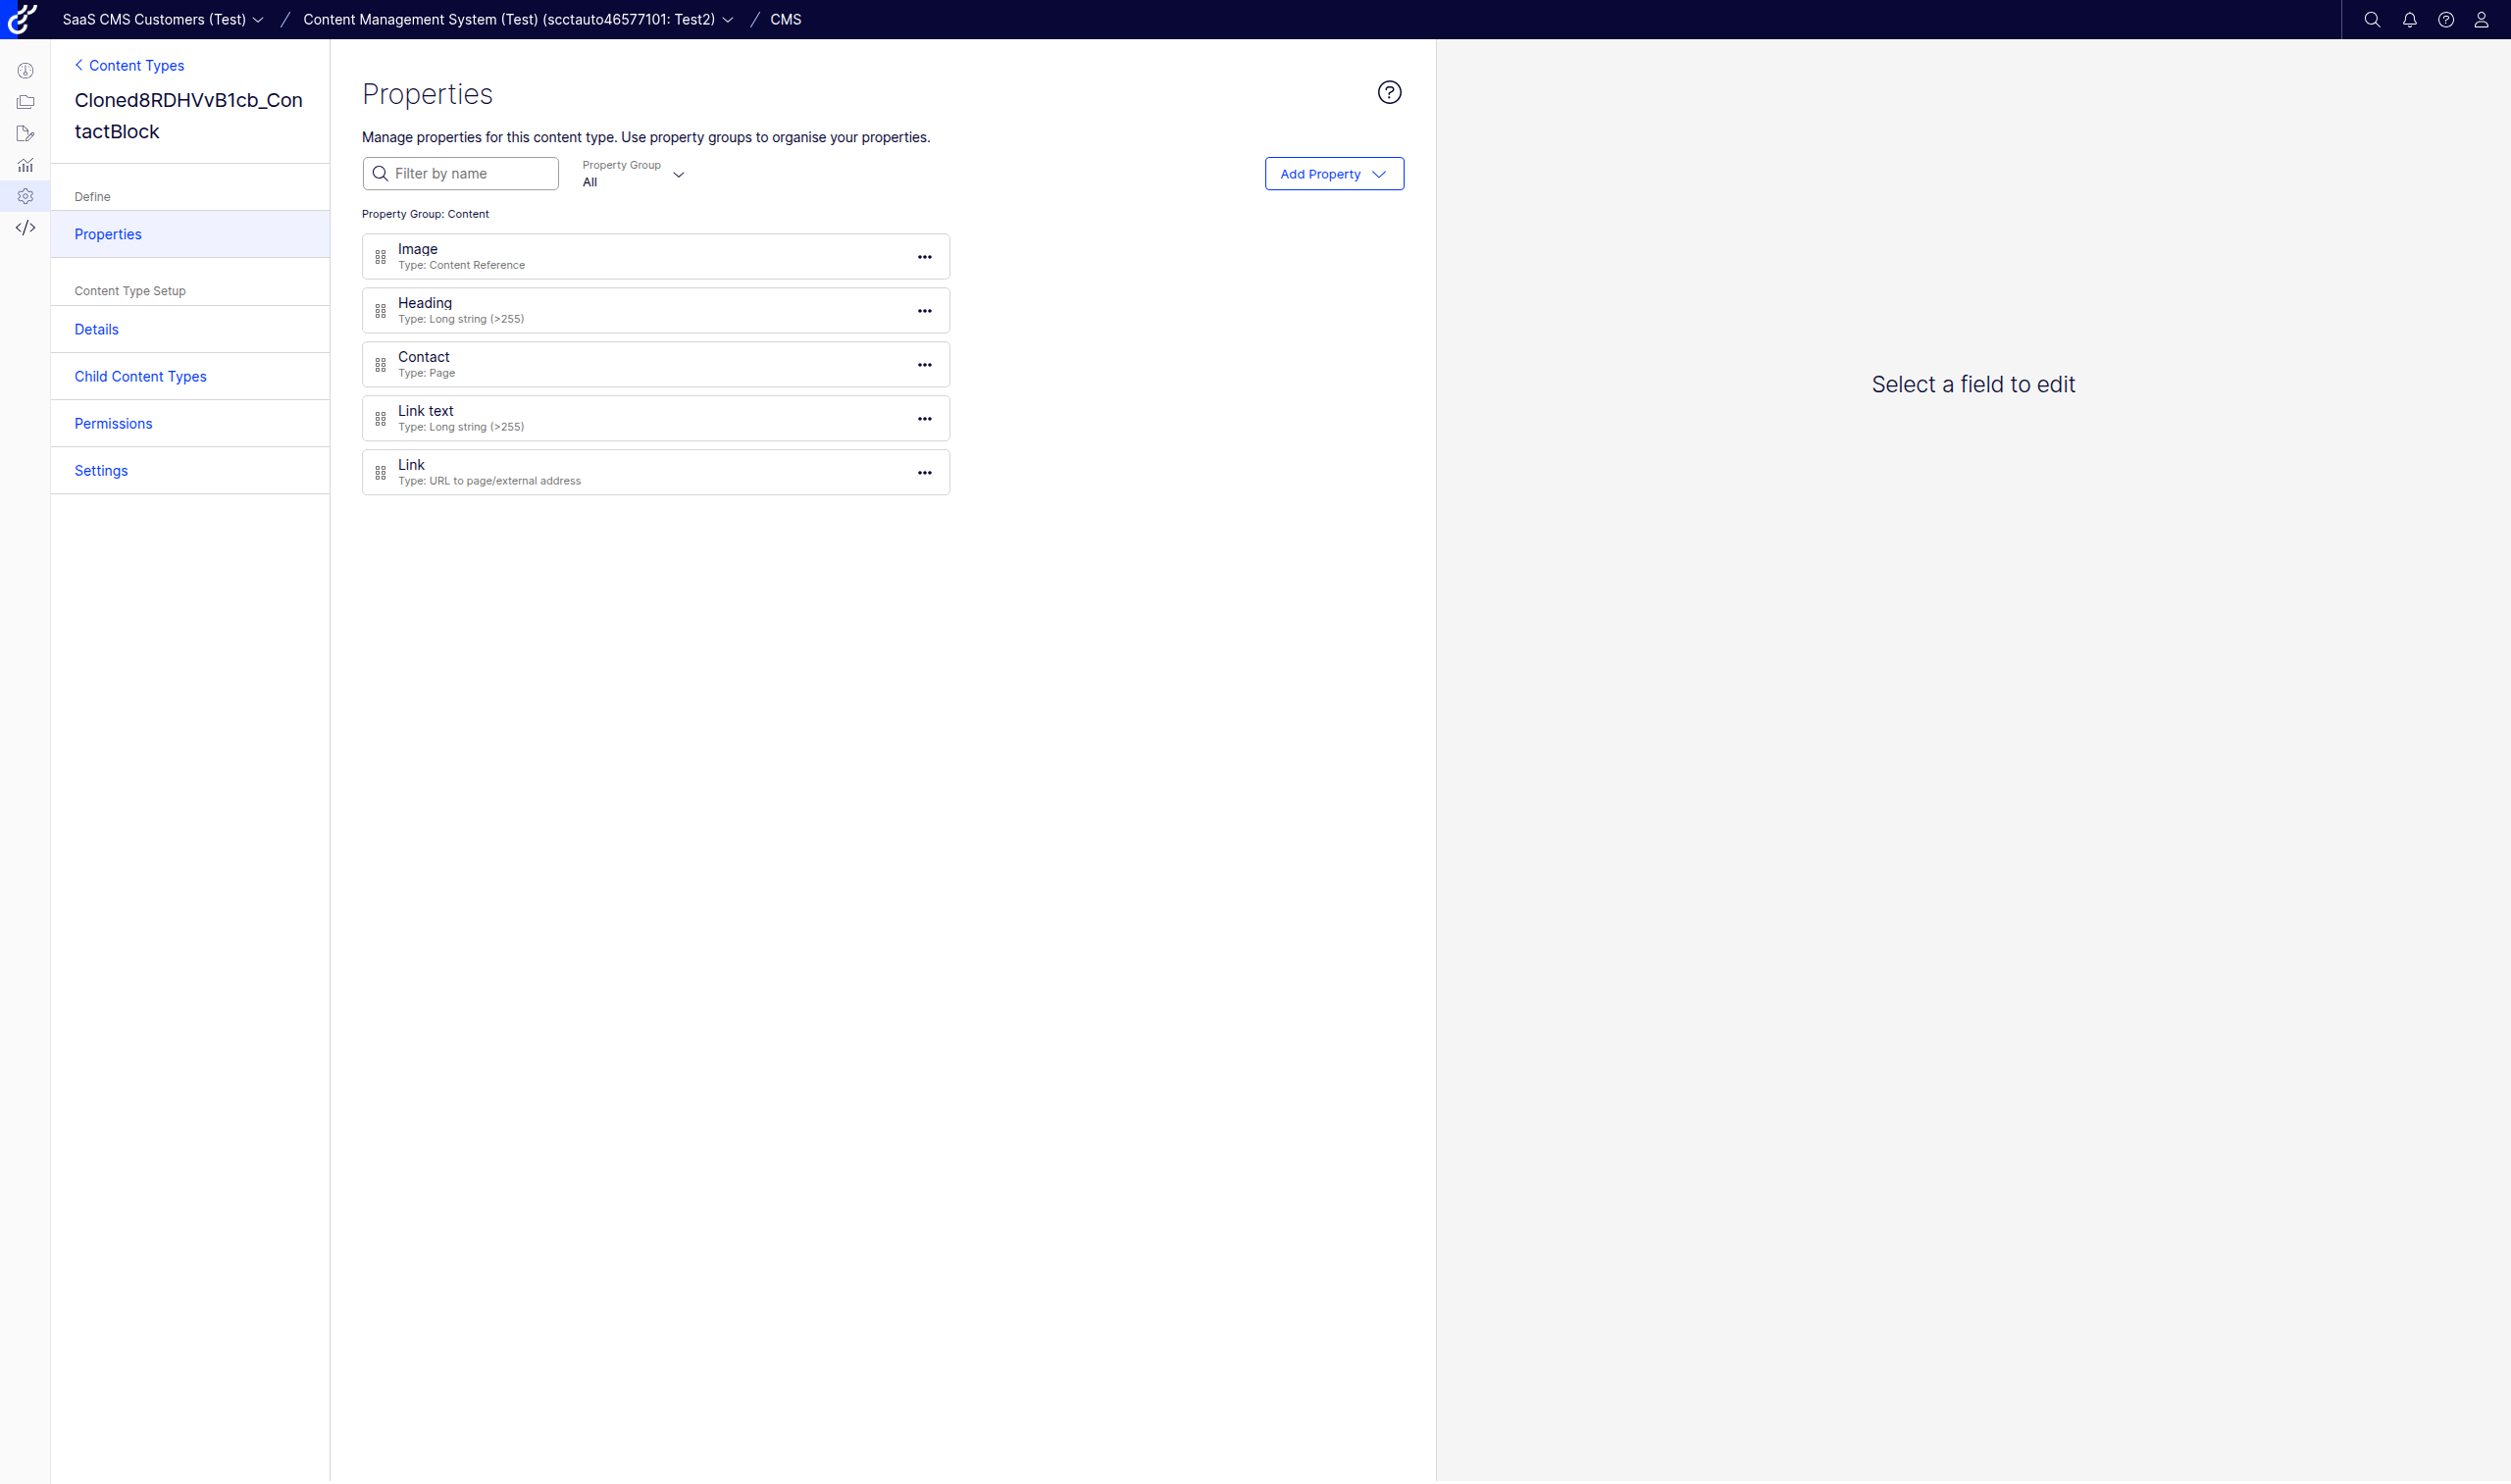 SaaS CMS Customers (Test) / Content Management System (Test) (scctauto46577101: Test2) / CMS
Content Types
Cloned8RDHVvB1cb_Con
tactBlock
Define
Properties
Content Type Setup
Details
Child Content Types
Permissions
Settings
Properties
Manage properties for this content type. Use property groups to organise your properties.
Filter by name
Property Group
All
Add Property
Property Group: Content
Image
Type: Content Reference
Heading
Type: Long string (>255)
Contact
Type: Page
Link text
Type: Long string (>255)
Link
Type: URL to page/external address
Select a field to edit